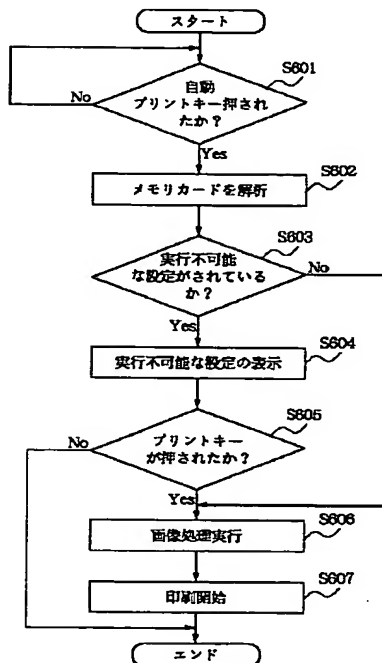 スタート
S601
自動
プリントキー押され
たか？
No
Yes
S602
メモリカードを解析
S603
実行不可能
な設定がされている
か？
No
Yes
S604
実行不可能な設定の表示
S605
プリントキー
が押されたか？
No
Yes
S606
画像処理実行
S607
印刷開始
エンド